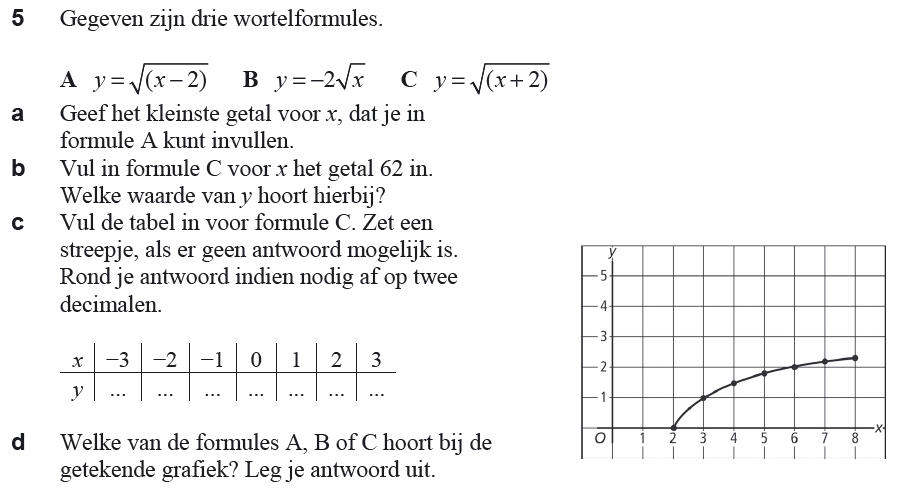 5 Gegeven zijn drie wortelformules.
A y = √(x − 2) B y = −2√x C y = √(x + 2)
a Geef het kleinste getal voor x, dat je in
formule A kunt invullen.
b Vul in formule C voor x het getal 62 in.
Welke waarde van y hoort hierbij?
c Vul de tabel in voor formule C. Zet een
streepje, als er geen antwoord mogelijk is.
Rond je antwoord indien nodig af op twee
decimalen.
x −3 −2 −1 0 1 2 3
y ... ... ... ... ... ... ...
d Welke van de formules A, B of C hoort bij de
getekende grafiek? Leg je antwoord uit.
y
5
4
3
2
1
O 1 2 3 4 5 6 7 8 x